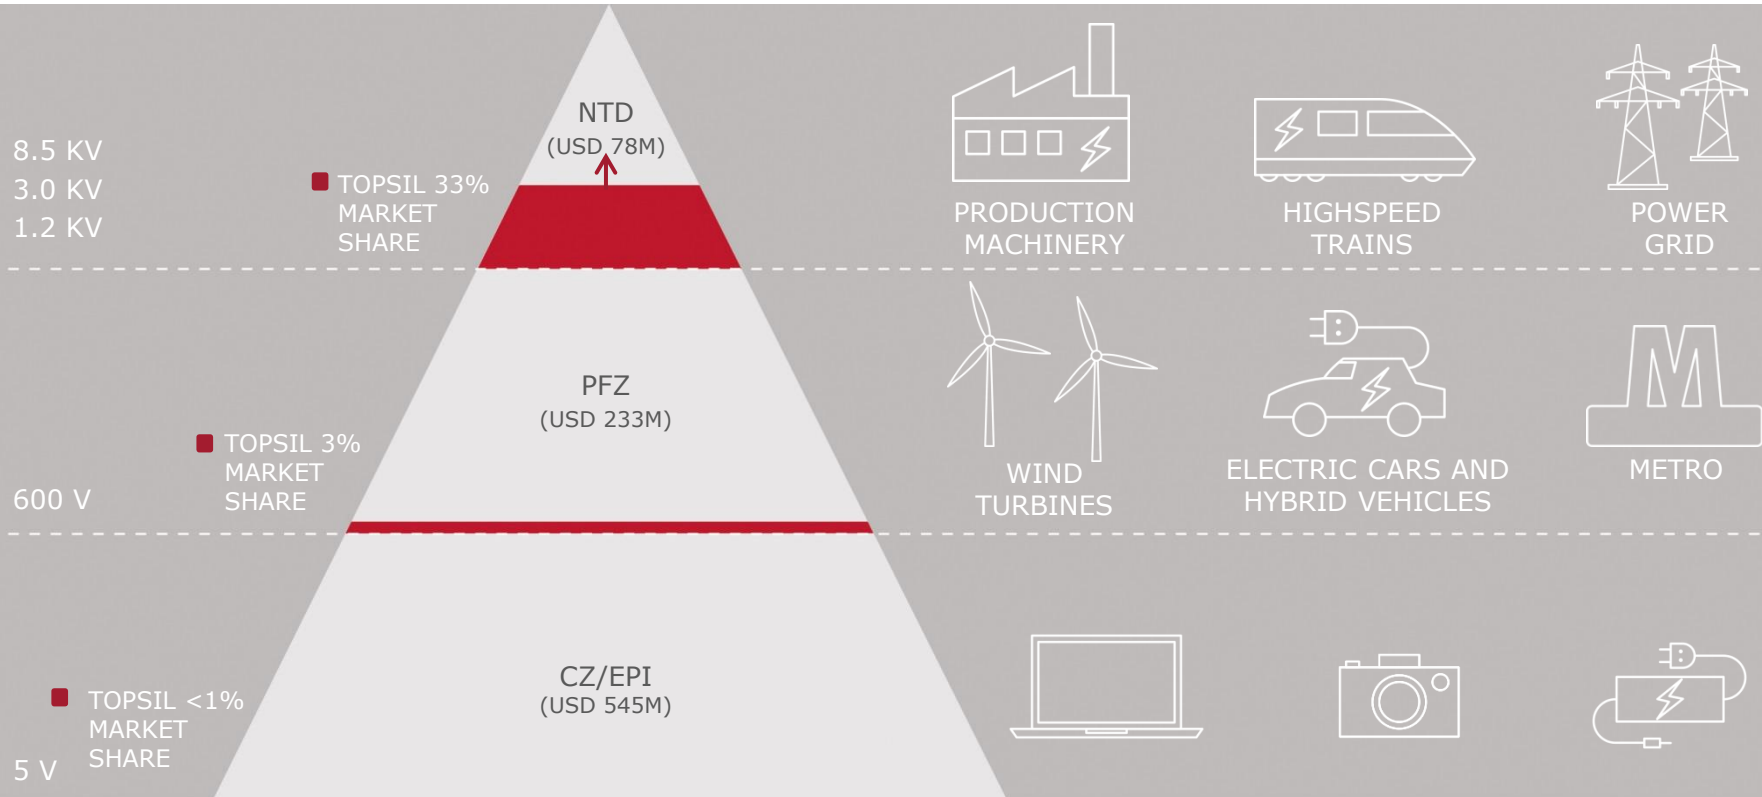 NTD
(USD 78M)
8.5 KV
3.0 KV
1.2 KV
TOPSIL 33%
MARKET
SHARE
PRODUCTION
MACHINERY
HIGHSPEED
TRAINS
POWER
GRID
PFZ
(USD 233M)
TOPSIL 3%
MARKET
SHARE
600 V
WIND
TURBINES
ELECTRIC CARS AND
HYBRID VEHICLES
M
METRO
CZ/EPI
(USD 545M)
TOPSIL <1%
MARKET
SHARE
5 V